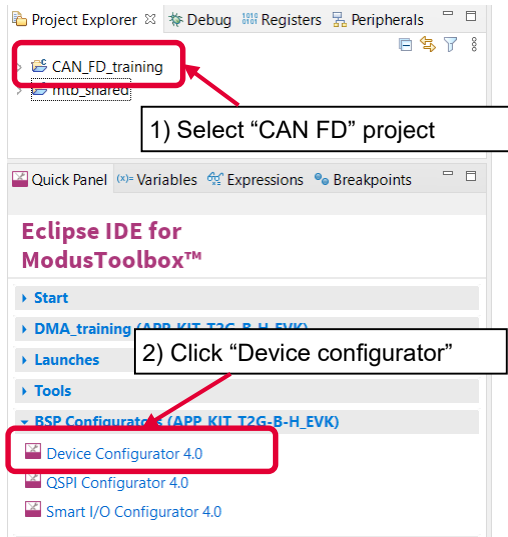 Project Explorer Debug Registers Peripherals
CAN_FD_training
mtb_shared
1) Select “CAN FD” project
Quick Panel (x)= Variables Expressions Breakpoints
Eclipse IDE for
ModusToolbox™
Start
DMA_training (APP_KIT_T2G-B-H_EVK)
Launches
2) Click “Device configurator”
Tools
BSP Configurators (APP_KIT_T2G-B-H_EVK)
Device Configurator 4.0
QSPI Configurator 4.0
Smart I/O Configurator 4.0